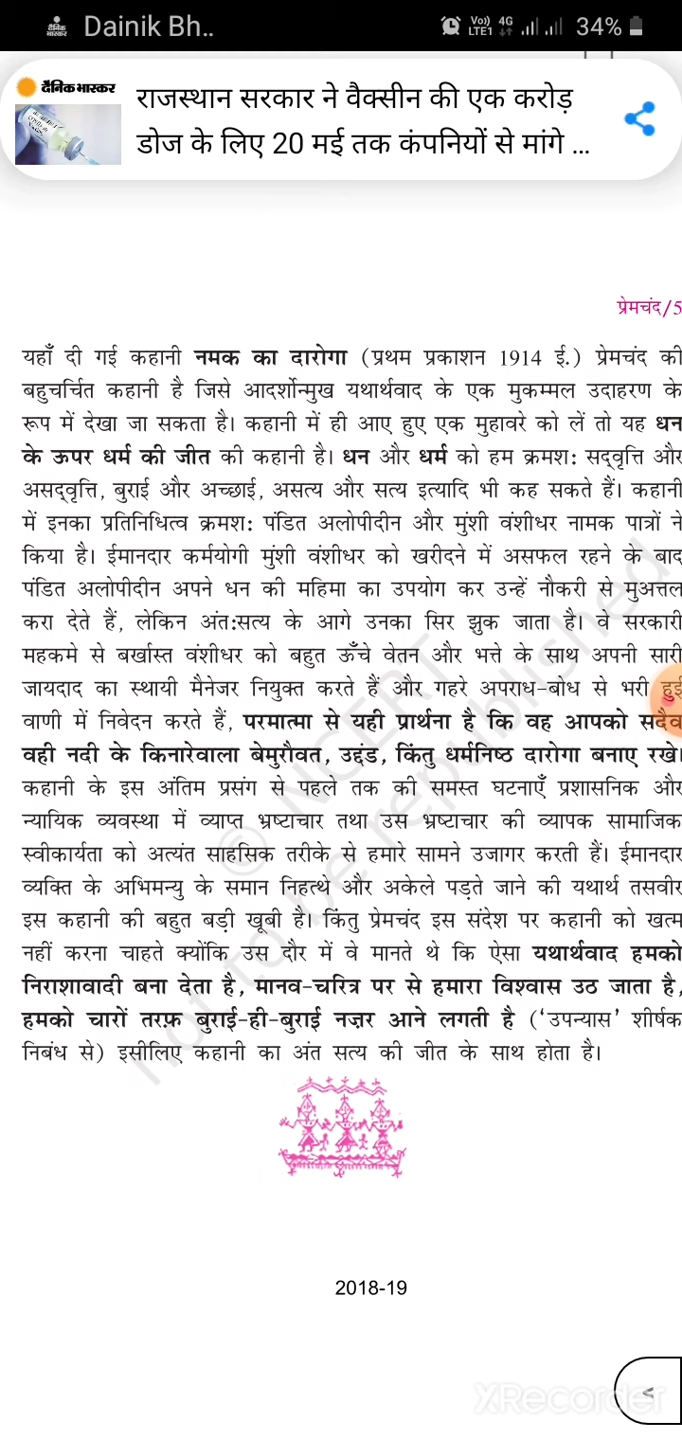 Dainik Bh..
Vo)) 4G
LTE1
34%
दैनिक भास्कर
राजस्थान सरकार ने वैक्सीन की एक करोड़
डोज के लिए 20 मई तक कंपनियों से मांगे ...
प्रेमचंद/5
यहाँ दी गई कहानी नमक का दारोगा (प्रथम प्रकाशन 1914 ई.) प्रेमचंद की
बहुचर्चित कहानी है जिसे आदर्शोन्मुख यथार्थवाद के एक मुकम्मल उदाहरण के
रूप में देखा जा सकता है। कहानी में ही आए हुए एक मुहावरे को लें तो यह धन
के ऊपर धर्म की जीत की कहानी है। धन और धर्म को हम क्रमशः सद्वृत्ति और
असद्वृत्ति, बुराई और अच्छाई, असत्य और सत्य इत्यादि भी कह सकते हैं। कहानी
में इनका प्रतिनिधित्व क्रमशः पंडित अलोपीदीन और मुंशी वंशीधर नामक पात्रों ने
किया है। ईमानदार कर्मयोगी मुंशी वंशीधर को खरीदने में असफल रहने के बाद
पंडित अलोपीदीन अपने धन की महिमा का उपयोग कर उन्हें नौकरी से मुअत्तल
करा देते हैं, लेकिन अंतःसत्य के आगे उनका सिर झुक जाता है। वे सरकारी
महकमे से बर्खास्त वंशीधर को बहुत ऊँचे वेतन और भत्ते के साथ अपनी सारी
जायदाद का स्थायी मैनेजर नियुक्त करते हैं और गहरे अपराध-बोध से भरी हुई
वाणी में निवेदन करते हैं, परमात्मा से यही प्रार्थना है कि वह आपको सदैव
वही नदी के किनारेवाला बेमुरौवत, उद्दंड, किंतु धर्मनिष्ठ दारोगा बनाए रखे।
कहानी के इस अंतिम प्रसंग से पहले तक की समस्त घटनाएँ प्रशासनिक और
न्यायिक व्यवस्था में व्याप्त भ्रष्टाचार तथा उस भ्रष्टाचार की व्यापक सामाजिक
स्वीकार्यता को अत्यंत साहसिक तरीके से हमारे सामने उजागर करती हैं। ईमानदार
व्यक्ति के अभिमन्यु के समान निहत्थे और अकेले पड़ते जाने की यथार्थ तसवीर
इस कहानी की बहुत बड़ी खूबी है। किंतु प्रेमचंद इस संदेश पर कहानी को खत्म
नहीं करना चाहते क्योंकि उस दौर में वे मानते थे कि ऐसा यथार्थवाद हमको
निराशावादी बना देता है, मानव-चरित्र पर से हमारा विश्वास उठ जाता है,
हमको चारों तरफ़ बुराई-ही-बुराई नज़र आने लगती है ('उपन्यास' शीर्षक
निबंध से) इसीलिए कहानी का अंत सत्य की जीत के साथ होता है।
© NCERT
not to be republished
2018-19
XRecorder